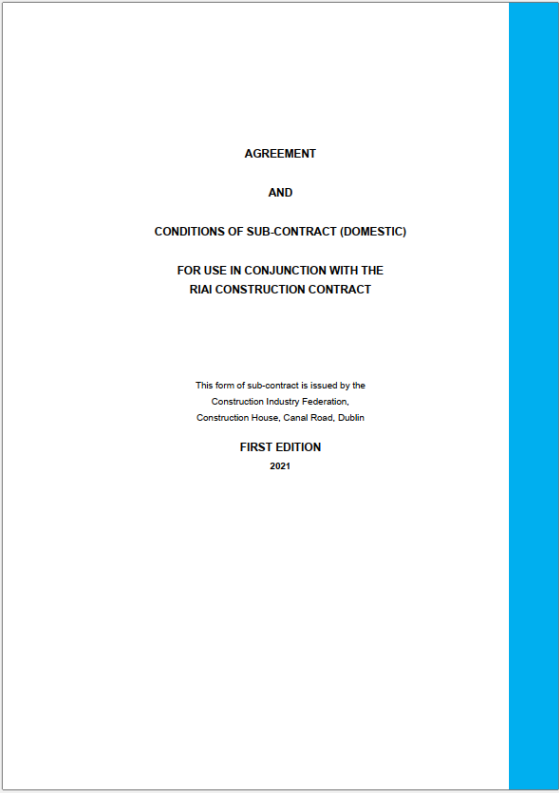 AGREEMENT
AND
CONDITIONS OF SUB-CONTRACT (DOMESTIC)
FOR USE IN CONJUNCTION WITH THE
RIAI CONSTRUCTION CONTRACT
This form of sub-contract is issued by the
Construction Industry Federation,
Construction House, Canal Road, Dublin
FIRST EDITION
2021